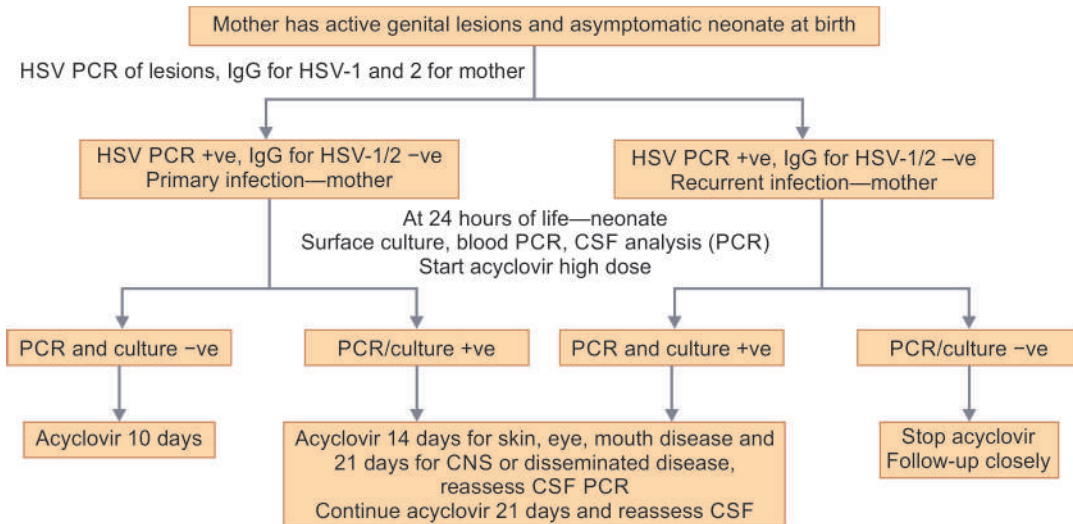 Mother has active genital lesions and asymptomatic neonate at birth
HSV PCR of lesions, IgG for HSV-1 and 2 for mother
HSV PCR +ve, IgG for HSV-1/2 −ve
Primary infection—mother
HSV PCR +ve, IgG for HSV-1/2 –ve
Recurrent infection—mother
At 24 hours of life—neonate
Surface culture, blood PCR, CSF analysis (PCR)
Start acyclovir high dose
PCR and culture −ve
PCR/culture +ve
PCR and culture +ve
PCR/culture −ve
Acyclovir 10 days
Acyclovir 14 days for skin, eye, mouth disease and
21 days for CNS or disseminated disease,
reassess CSF PCR
Continue acyclovir 21 days and reassess CSF
Stop acyclovir
Follow-up closely